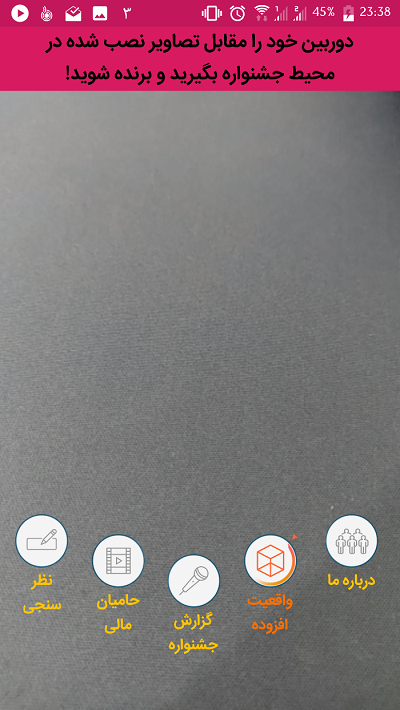 ۳
45%
23:38
دوربین خود را مقابل تصاویر نصب شده در
محیط جشنواره بگیرید و برنده شوید!
درباره ما
واقعیت
افزوده
گزارش
جشنواره
حامیان
مالی
نظر
سنجی